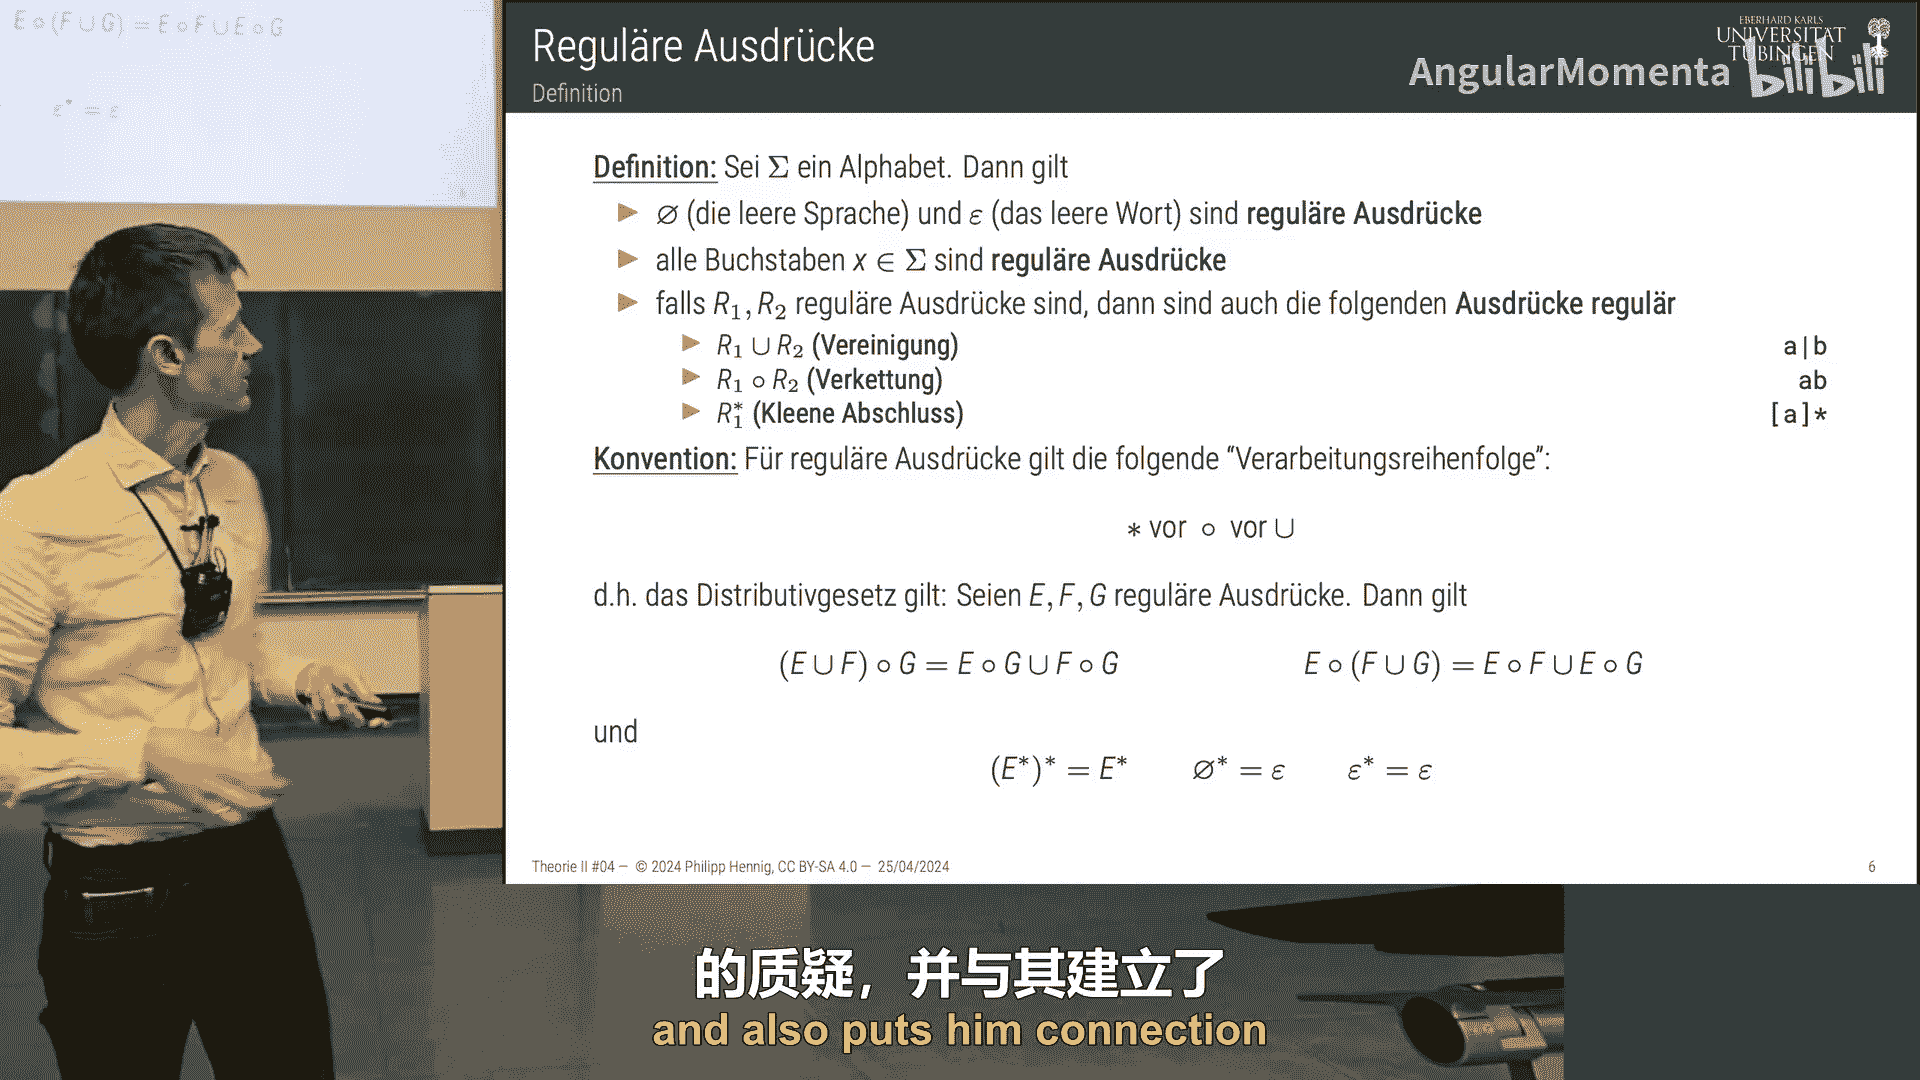 E ∘ (F ∪ G) = E ∘ F ∪ E ∘ G
ε* = ε
Reguläre Ausdrücke
Definition
EBERHARD KARLS
UNIVERSITÄT
TÜBINGEN
AngularMomenta
bilibili
Definition: Sei Σ ein Alphabet. Dann gilt
▶ ∅ (die leere Sprache) und ε (das leere Wort) sind reguläre Ausdrücke
▶ alle Buchstaben x ∈ Σ sind reguläre Ausdrücke
▶ falls R₁, R₂ reguläre Ausdrücke sind, dann sind auch die folgenden Ausdrücke regulär
▶ R₁ ∪ R₂ (Vereinigung) a|b
▶ R₁ ∘ R₂ (Verkettung) ab
▶ R₁* (Kleene Abschluss) [a]*
Konvention: Für reguläre Ausdrücke gilt die folgende “Verarbeitungsreihenfolge”:
* vor ∘ vor ∪
d.h. das Distributivgesetz gilt: Seien E, F, G reguläre Ausdrücke. Dann gilt
(E ∪ F) ∘ G = E ∘ G ∪ F ∘ G E ∘ (F ∪ G) = E ∘ F ∪ E ∘ G
und
(E*)* = E* ∅* = ε ε* = ε
Theorie II #04 — © 2024 Philipp Hennig, CC BY-SA 4.0 — 25/04/2024 6
的质疑，并与其建立了
and also puts him connection